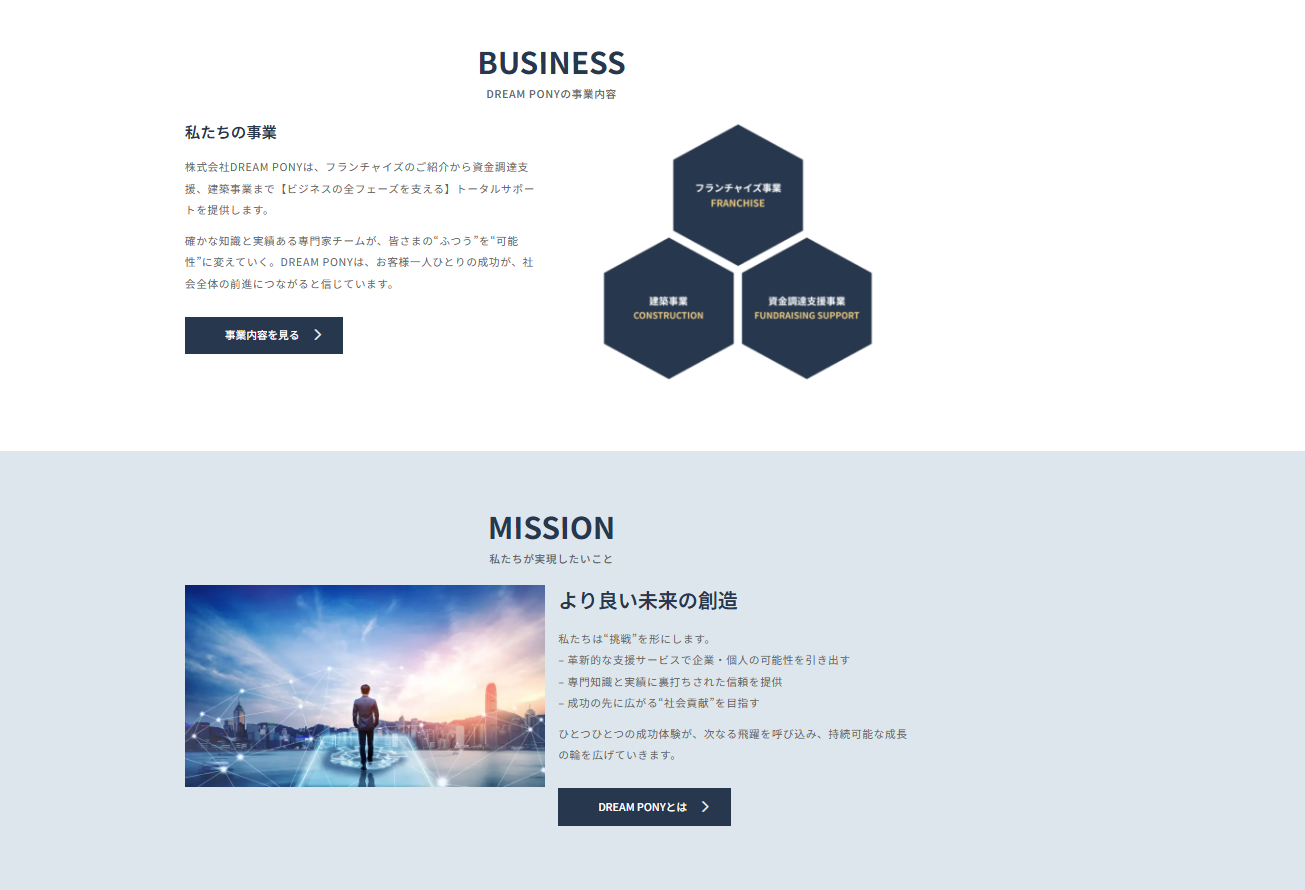 BUSINESS
DREAM PONYの事業内容
私たちの事業
株式会社DREAM PONYは、フランチャイズのご紹介から資金調達支
援、建築事業まで【ビジネスの全フェーズを支える】トータルサポー
トを提供します。
確かな知識と実績ある専門家チームが、皆さまの“ふつう”を“可能
性”に変えていく。DREAM PONYは、お客様一人ひとりの成功が、社
会全体の前進につながると信じています。
事業内容を見る
フランチャイズ事業
FRANCHISE
建築事業
CONSTRUCTION
資金調達支援事業
FUNDRAISING SUPPORT
MISSION
私たちが実現したいこと
より良い未来の創造
私たちは“挑戦”を形にします。
– 革新的な支援サービスで企業・個人の可能性を引き出す
– 専門知識と実績に裏打ちされた信頼を提供
– 成功の先に広がる“社会貢献”を目指す
ひとつひとつの成功体験が、次なる飛躍を呼び込み、持続可能な成長
の輪を広げていきます。
DREAM PONYとは